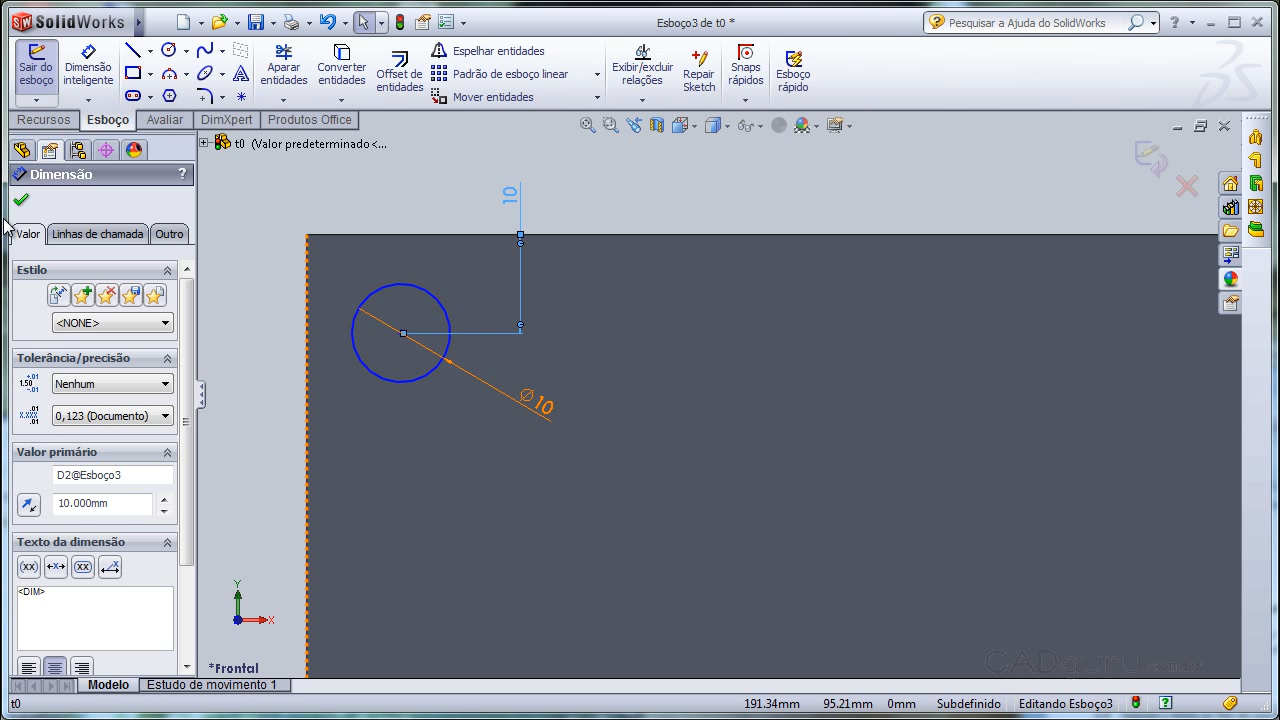 SolidWorks
Esboço3 de t0 *
Pesquisar a Ajuda do SolidWorks
Sair do esboço
Dimensão inteligente
Aparar entidades
Converter entidades
Offset de entidades
Espelhar entidades
Padrão de esboço linear
Mover entidades
Exibir/excluir relações
Repair Sketch
Snaps rápidos
Esboço rápido
Recursos
Esboço
Avaliar
DimXpert
Produtos Office
t0 (Valor predeterminado<...
Dimensão
?
Valor
Linhas de chamada
Outro
Estilo
<NONE>
Tolerância/precisão
Nenhum
0,123 (Documento)
Valor primário
D2@Esboço3
10.000mm
Texto da dimensão
<DIM>
10
∅10
Y
X
*Frontal
Modelo
Estudo de movimento 1
t0
191.34mm
95.21mm
0mm
Subdefinido
Editando Esboço3